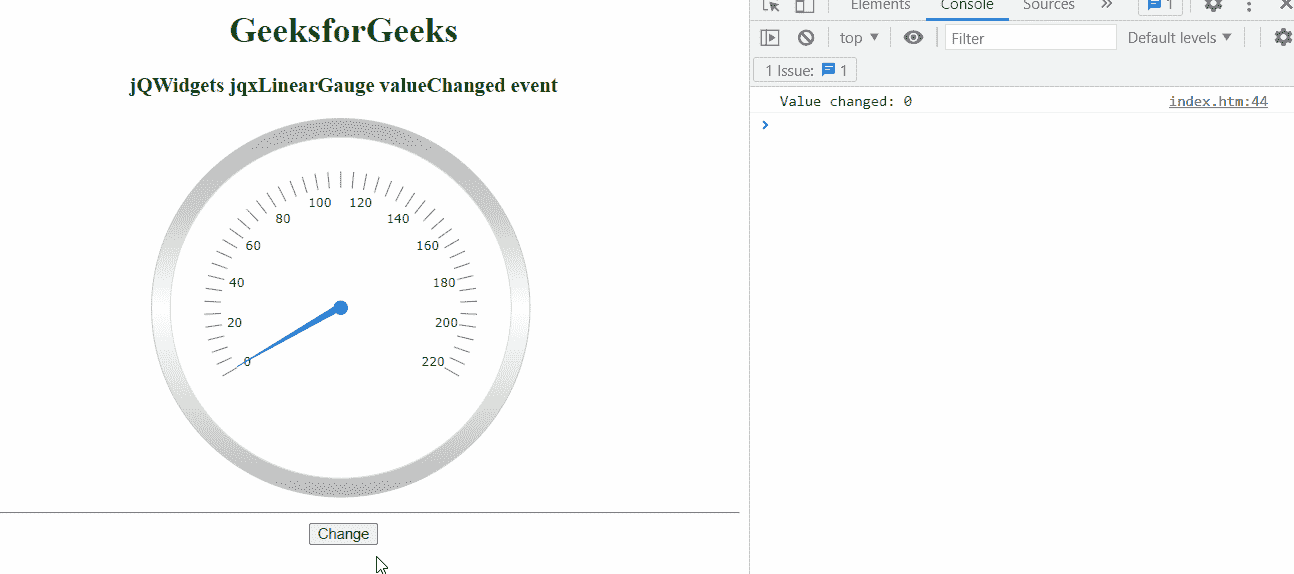 GeeksforGeeks
jQWidgets jqxLinearGauge valueChanged event
0
20
40
60
80
100
120
140
160
180
200
220
Change
Elements Console Sources » 1
top ▼ Filter Default levels ▼
1 Issue: 1
Value changed: 0 index.htm:44
›